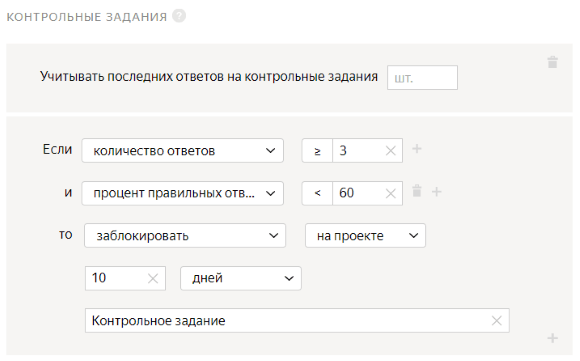 КОНТРОЛЬНЫЕ ЗАДАНИЯ ?
Учитывать последних ответов на контрольные задания шт.
Если количество ответов ≥ 3
и процент правильных отв... < 60
то заблокировать на проекте
10 дней
Контрольное задание